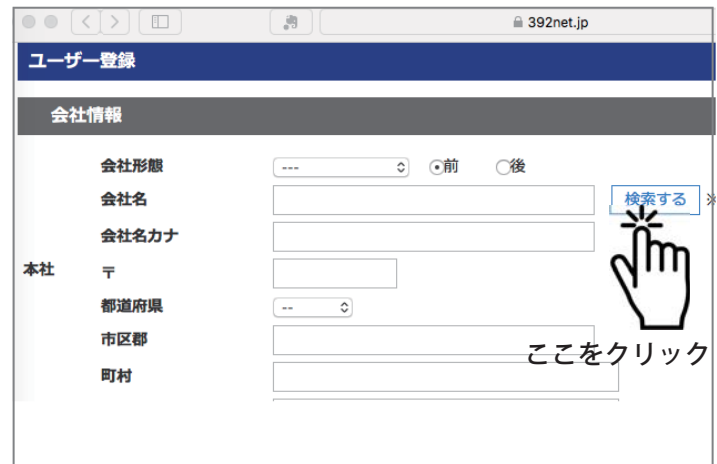 392net.jp
ユーザー登録
会社情報
会社形態 --- 前 後
会社名 検索する ※
会社名カナ
本社 〒
都道府県 --
市区郡
ここをクリック
町村